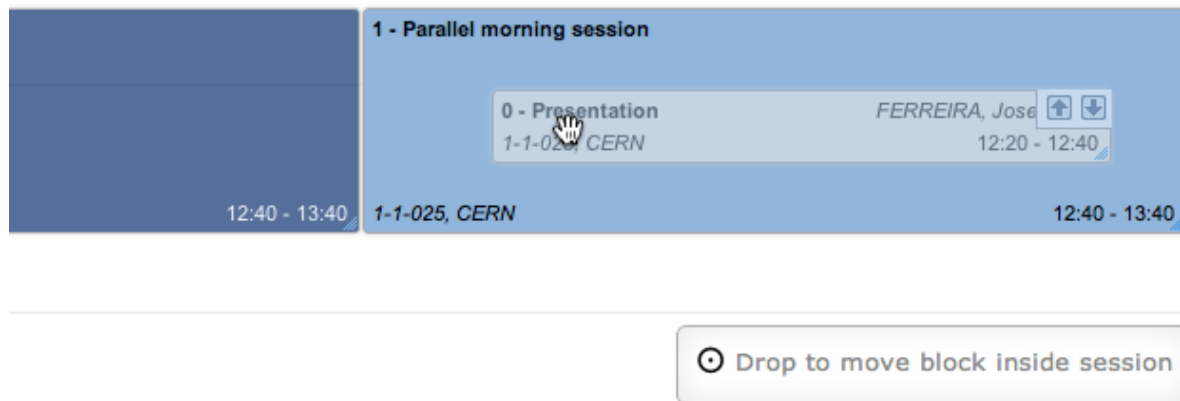 1 - Parallel morning session
0 - Presentation FERREIRA, Jose
CERN 12:20 - 12:40
12:40 - 13:40 1-1-025, CERN 12:40 - 13:40
Drop to move block inside session